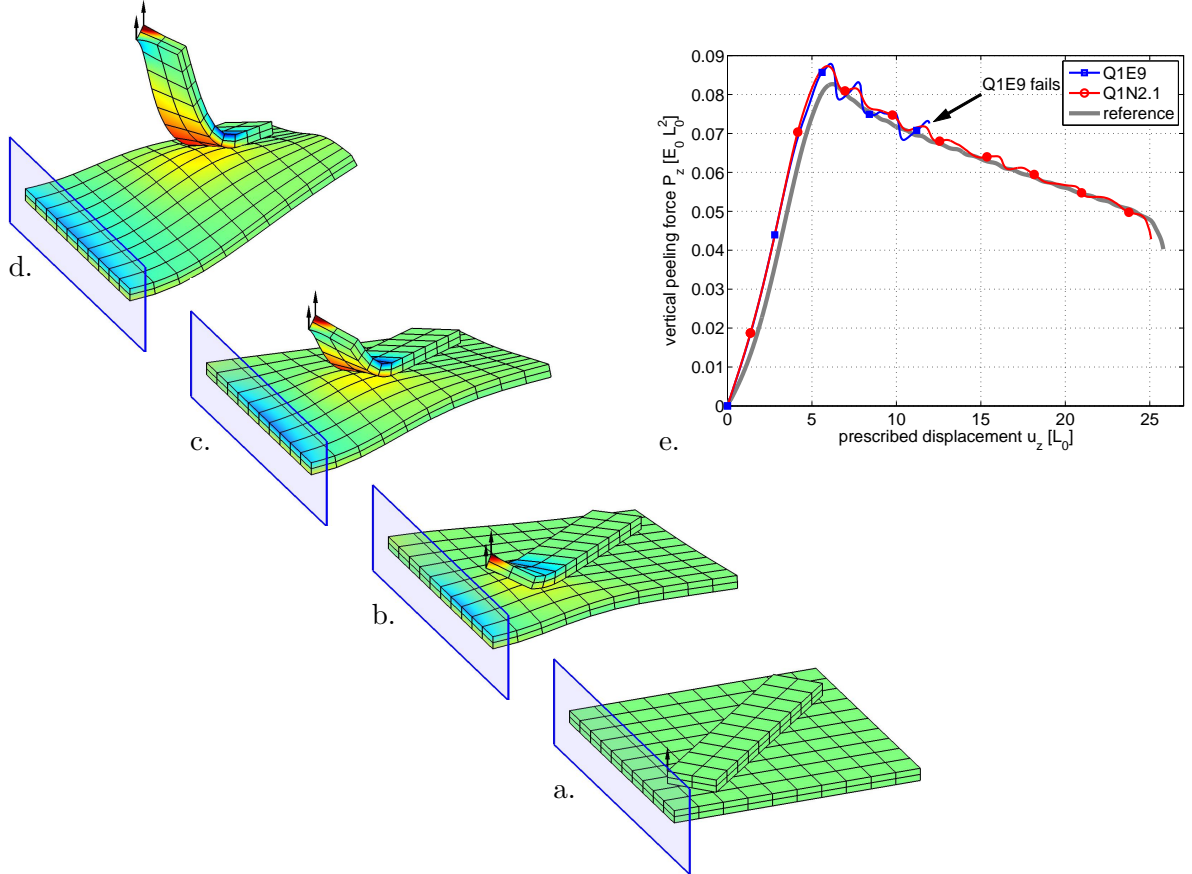 d.
c.
b.
a.
e.
0.09
0.08
0.07
0.06
0.05
0.04
0.03
0.02
0.01
0
vertical peeling force P_z [E_0 L_0^2]
Q1E9 fails
Q1E9
Q1N2.1
reference
0 5 10 15 20 25
prescribed displacement u_z [L_0]